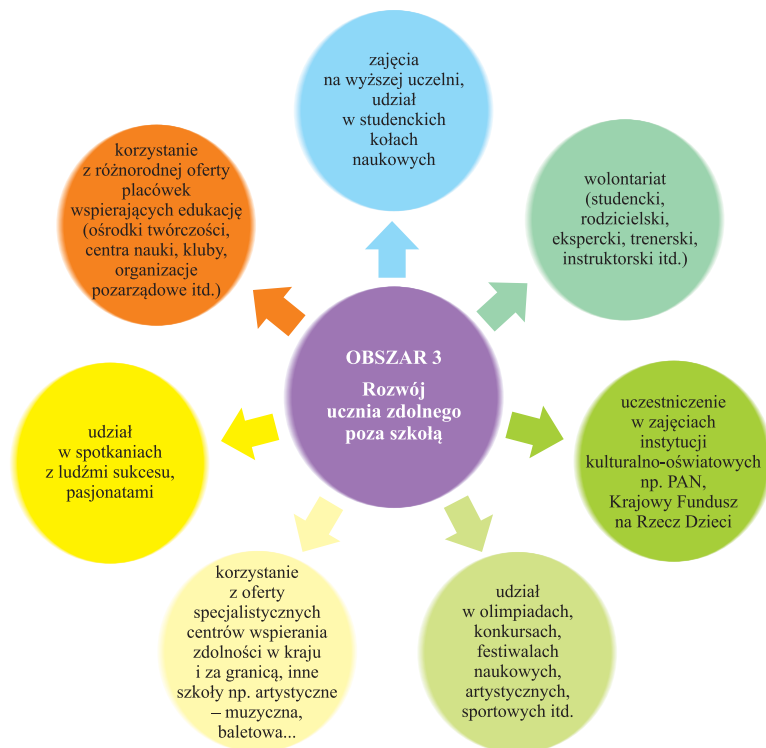 zajęcia
na wyższej uczelni,
udział
w studenckich
kołach
naukowych
korzystanie
z różnorodnej oferty
placówek
wspierających edukację
(ośrodki twórczości,
centra nauki, kluby,
organizacje
pozarządowe itd.)
wolontariat
(studencki,
rodzicielski,
ekspercki, trenerski,
instruktorski itd.)
OBSZAR 3
Rozwój
ucznia zdolnego
poza szkołą
udział
w spotkaniach
z ludźmi sukcesu,
pasjonatami
uczestniczenie
w zajęciach
instytucji
kulturalno-oświatowych
np. PAN,
Krajowy Fundusz
na Rzecz Dzieci
korzystanie
z oferty
specjalistycznych
centrów wspierania
zdolności w kraju
i za granicą, inne
szkoły np. artystyczne
– muzyczna,
baletowa...
udział
w olimpiadach,
konkursach,
festiwalach
naukowych,
artystycznych,
sportowych itd.